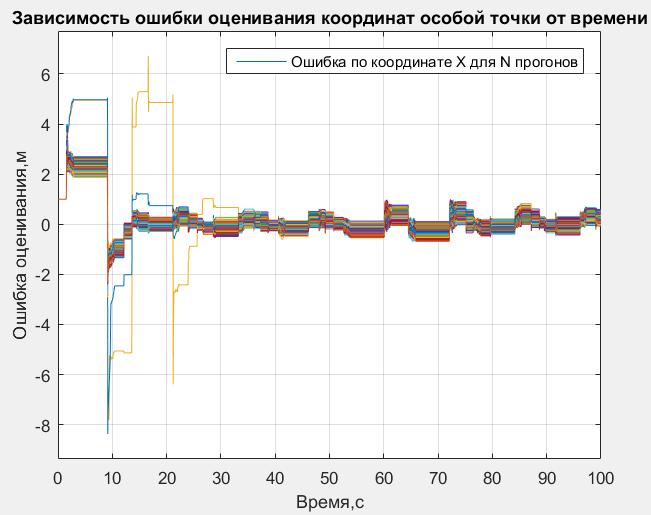 Зависимость ошибки оценивания координат особой точки от времени
Ошибка по координате X для N прогонов
Ошибка оценивания,м
6
4
2
0
-2
-4
-6
-8
0 10 20 30 40 50 60 70 80 90 100
Время,с